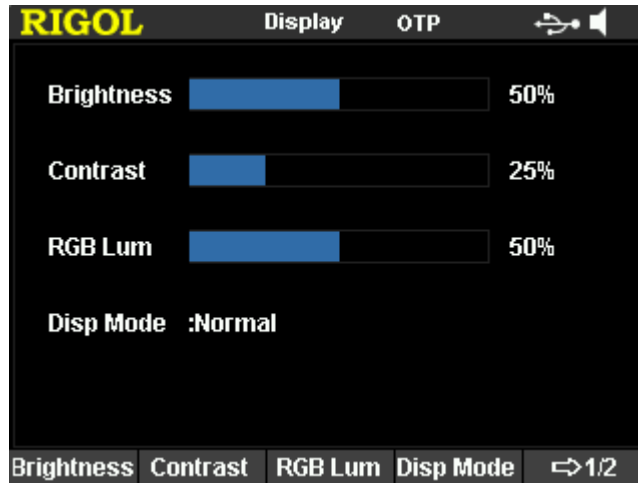 RIGOL Display OTP
Brightness 50%
Contrast 25%
RGB Lum 50%
Disp Mode :Normal
Brightness Contrast RGB Lum Disp Mode ⇨1/2